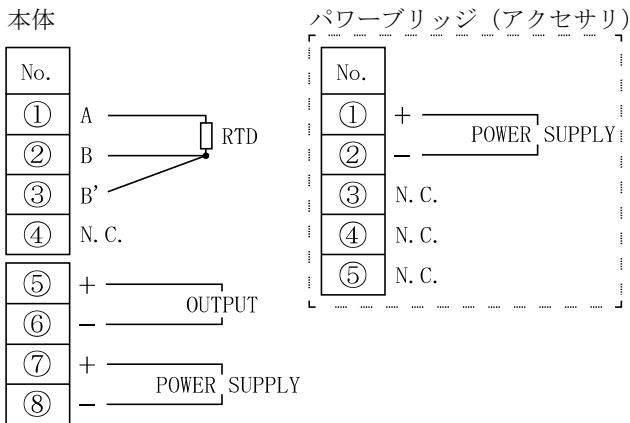 本体
No.
① A
② B
③ B'
④ N.C.
RTD
⑤ +
⑥ −
OUTPUT
⑦ +
⑧ −
POWER SUPPLY
パワーブリッジ（アクセサリ）
No.
① +
② −
POWER SUPPLY
③ N.C.
④ N.C.
⑤ N.C.